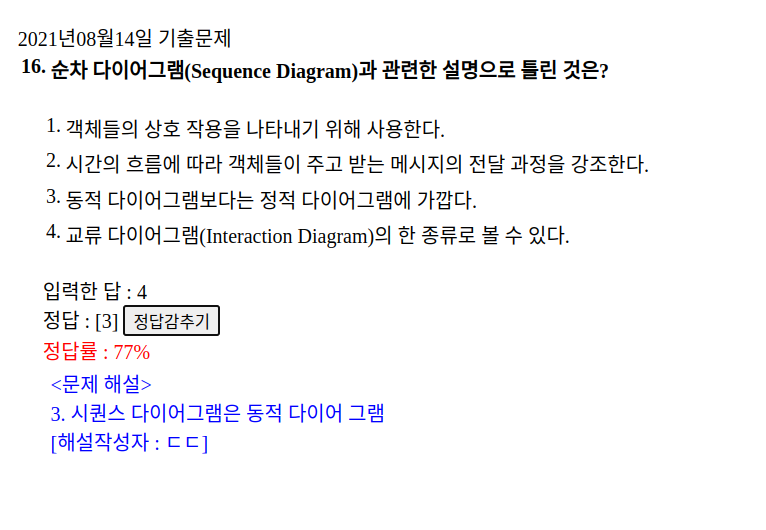 2021년08월14일 기출문제
16. 순차 다이어그램(Sequence Diagram)과 관련한 설명으로 틀린 것은?
1. 객체들의 상호 작용을 나타내기 위해 사용한다.
2. 시간의 흐름에 따라 객체들이 주고 받는 메시지의 전달 과정을 강조한다.
3. 동적 다이어그램보다는 정적 다이어그램에 가깝다.
4. 교류 다이어그램(Interaction Diagram)의 한 종류로 볼 수 있다.
입력한 답 : 4
정답 : [3] 정답감추기
정답률 : 77%
<문제 해설>
3. 시퀀스 다이어그램은 동적 다이어 그램
[해설작성자 : ㄷㄷ]